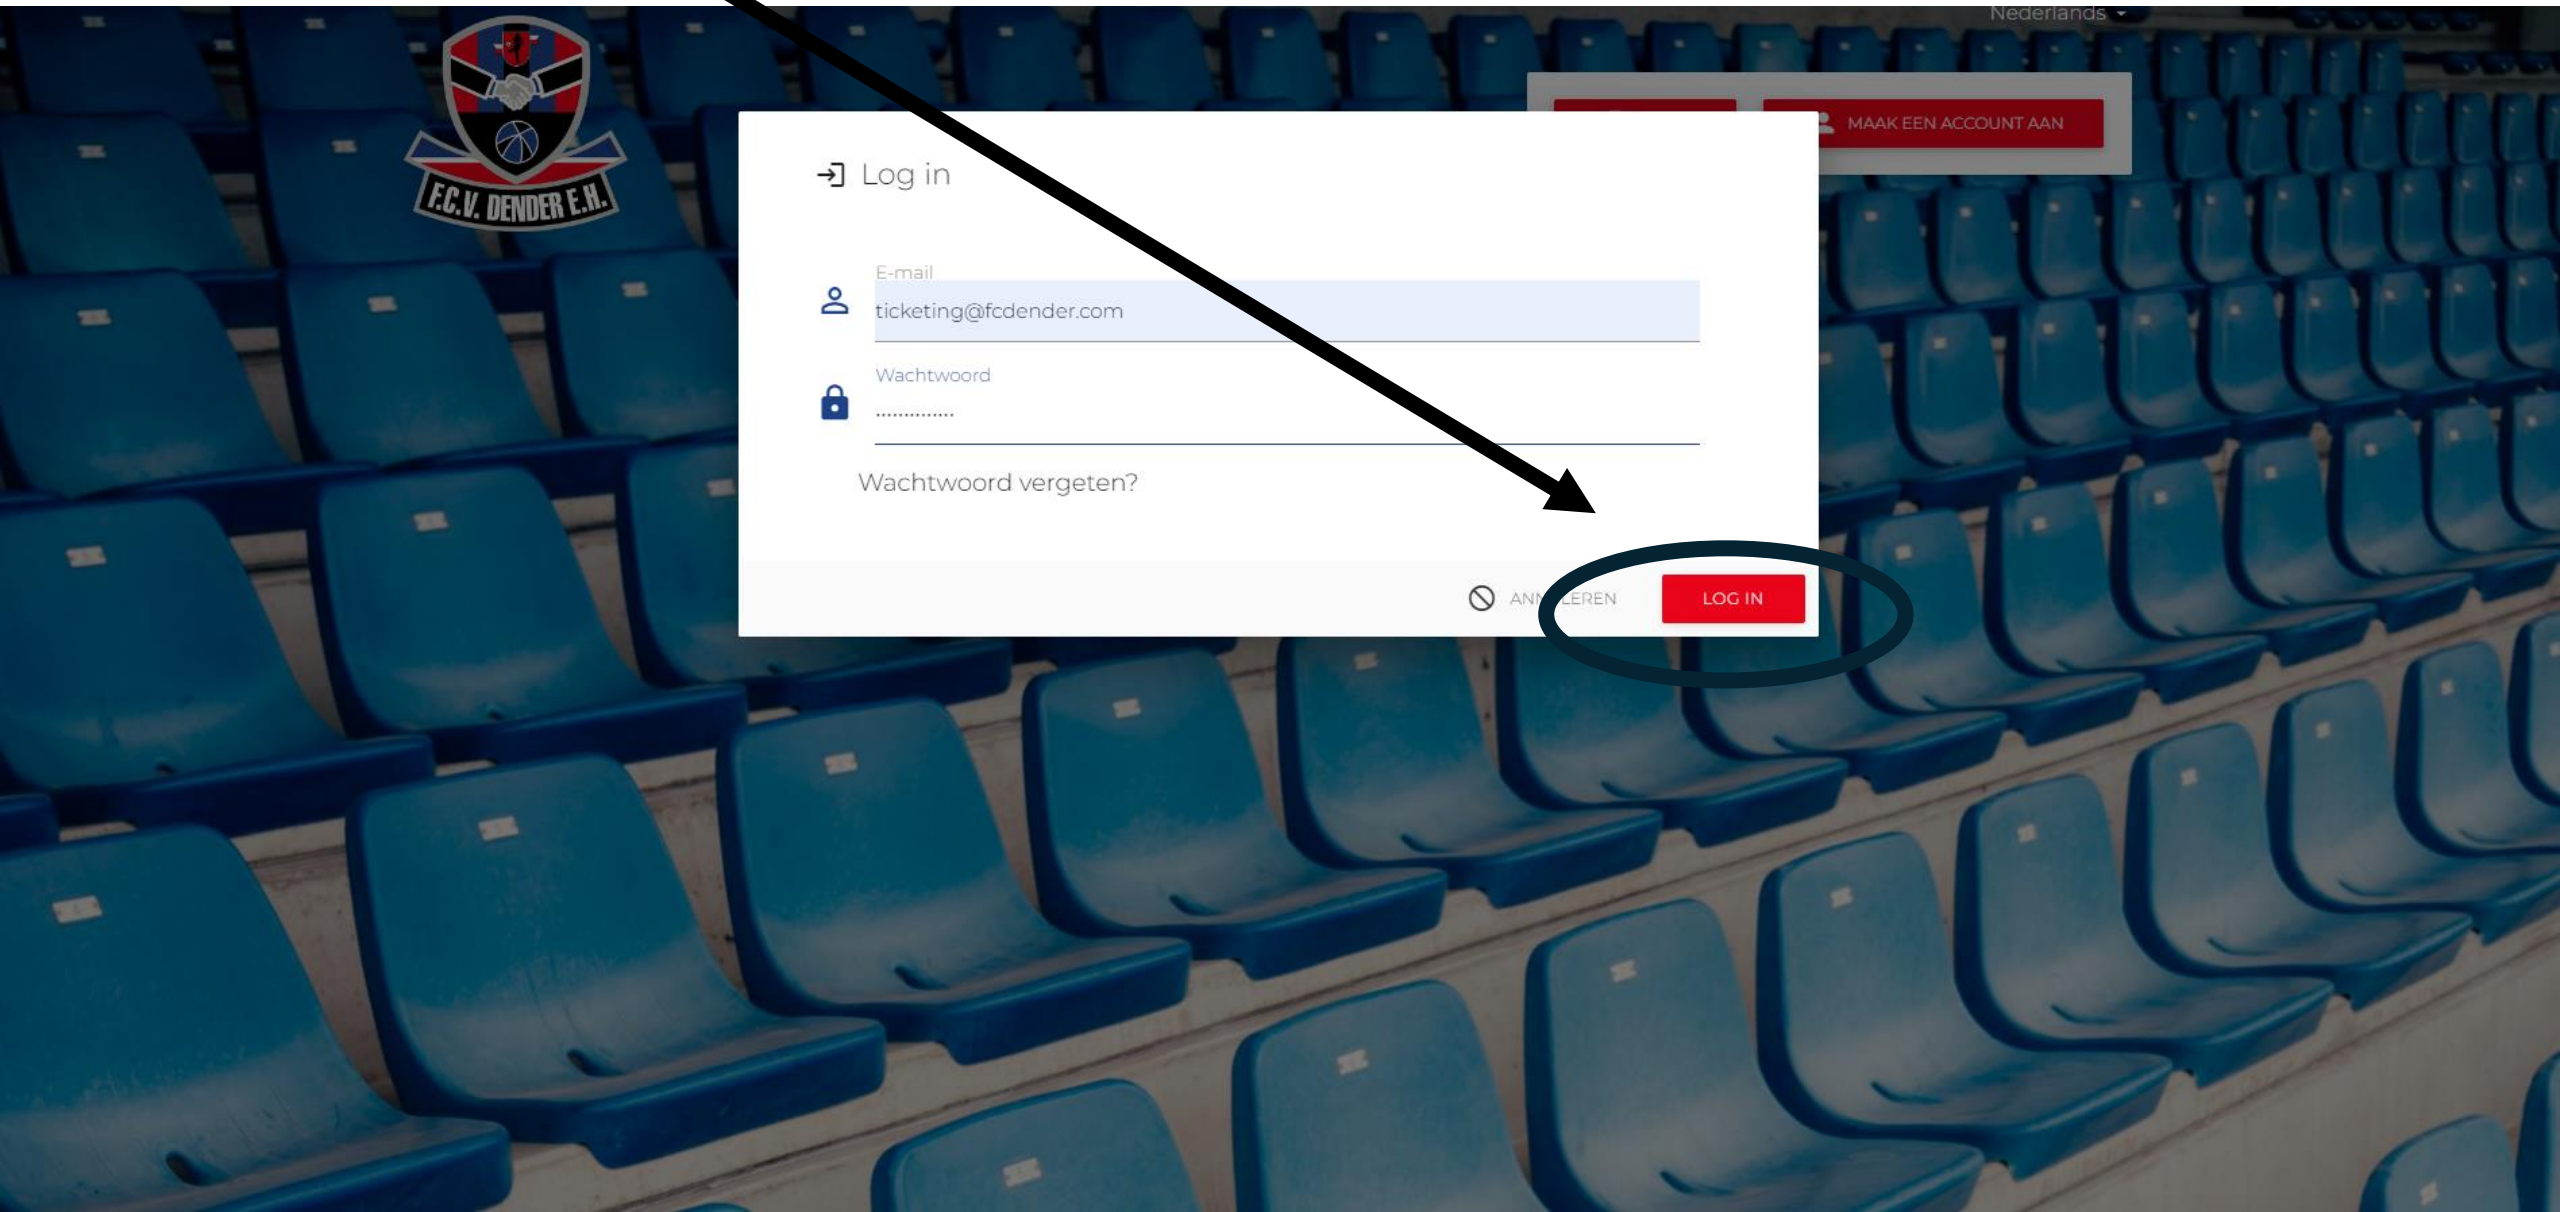 Nederlands
F.C.V. DENDER E.H.
MAAK EEN ACCOUNT AAN
Log in
E-mail
ticketing@fcdender.com
Wachtwoord
..............
Wachtwoord vergeten?
LOG IN